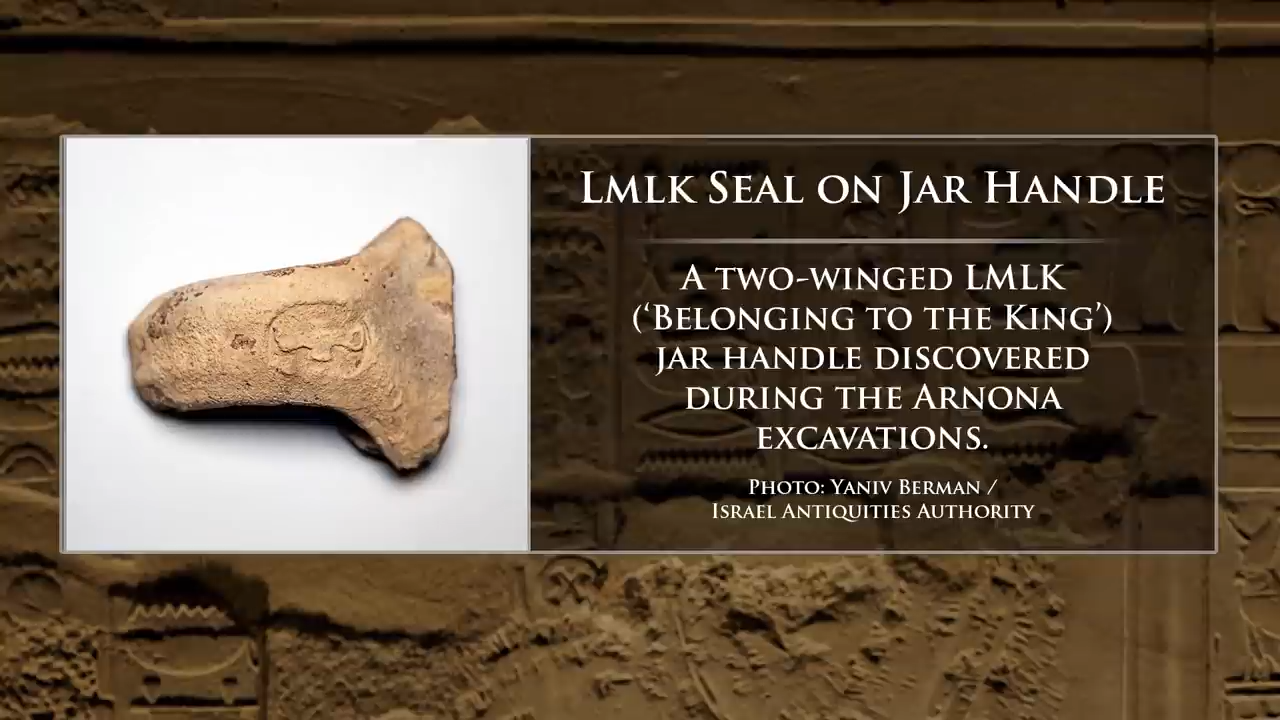 Lmlk Seal on Jar Handle
A two-winged LMLK
(‘Belonging to the King’)
jar handle discovered
during the Arnona
excavations.
Photo: Yaniv Berman /
Israel Antiquities Authority